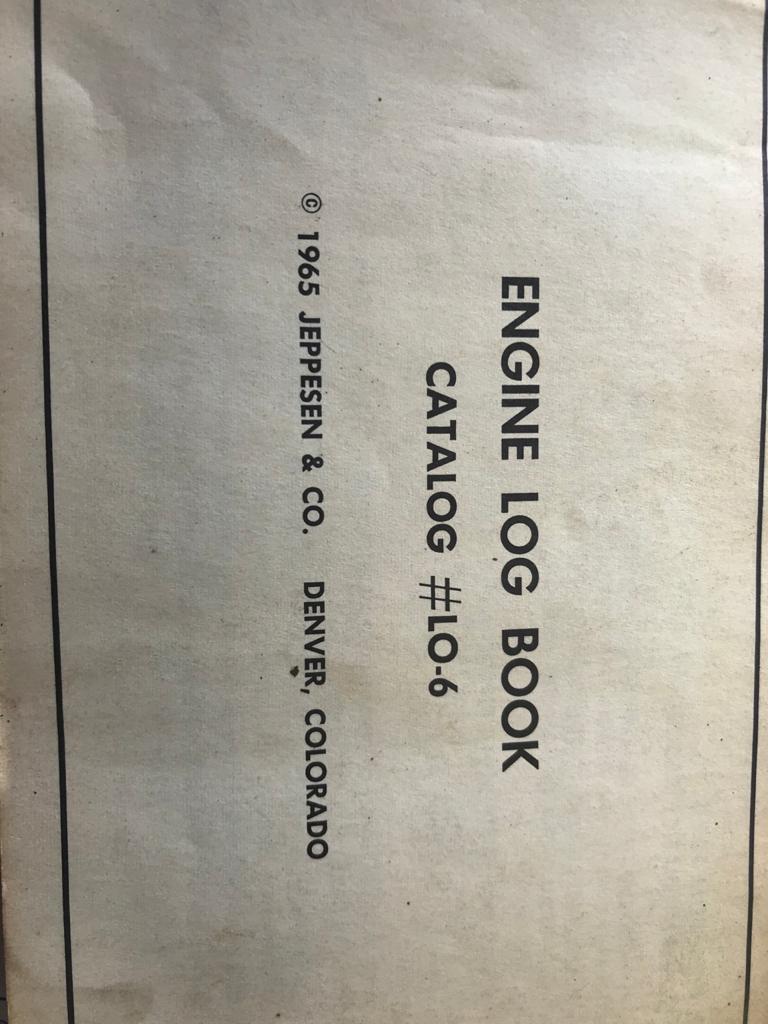 ENGINE LOG BOOK
CATALOG #LO-6
© 1965 JEPPESEN & CO. DENVER, COLORADO